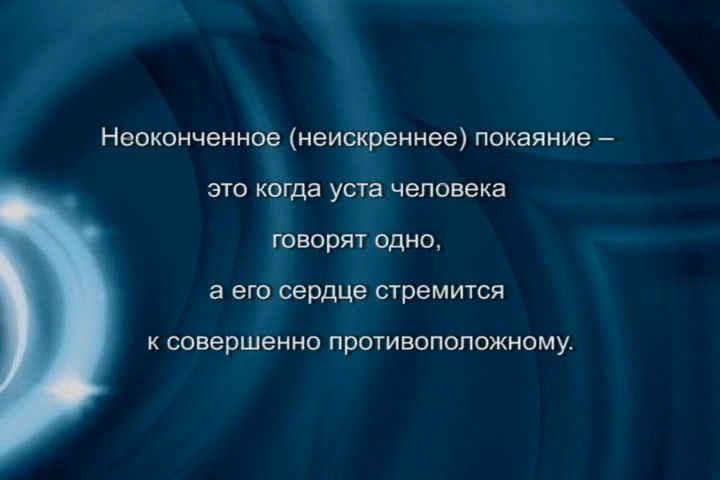 Неоконченное (неискреннее) покаяние –
это когда уста человека
говорят одно,
а его сердце стремится
к совершенно противоположному.